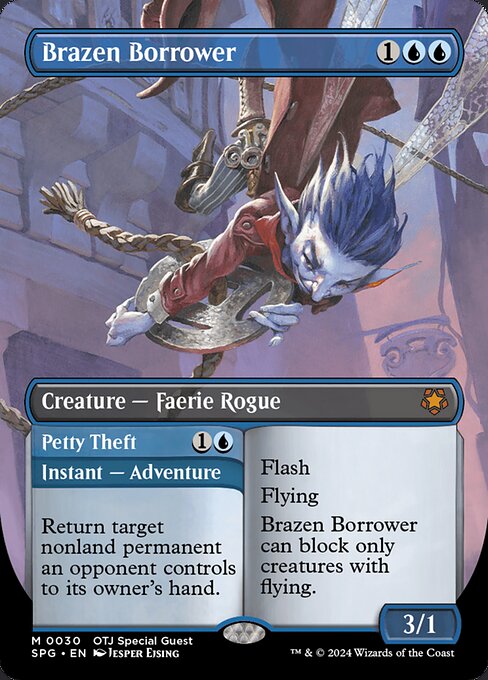 Brazen Borrower 1
Creature — Faerie Rogue
Petty Theft 1
Instant — Adventure
Return target
nonland permanent
an opponent controls
to its owner's hand.
Flash
Flying
Brazen Borrower
can block only
creatures with
flying.
3/1
M 0030 OTJ Special Guest
SPG • EN Jesper Ejsing
™ & © 2024 Wizards of the Coast